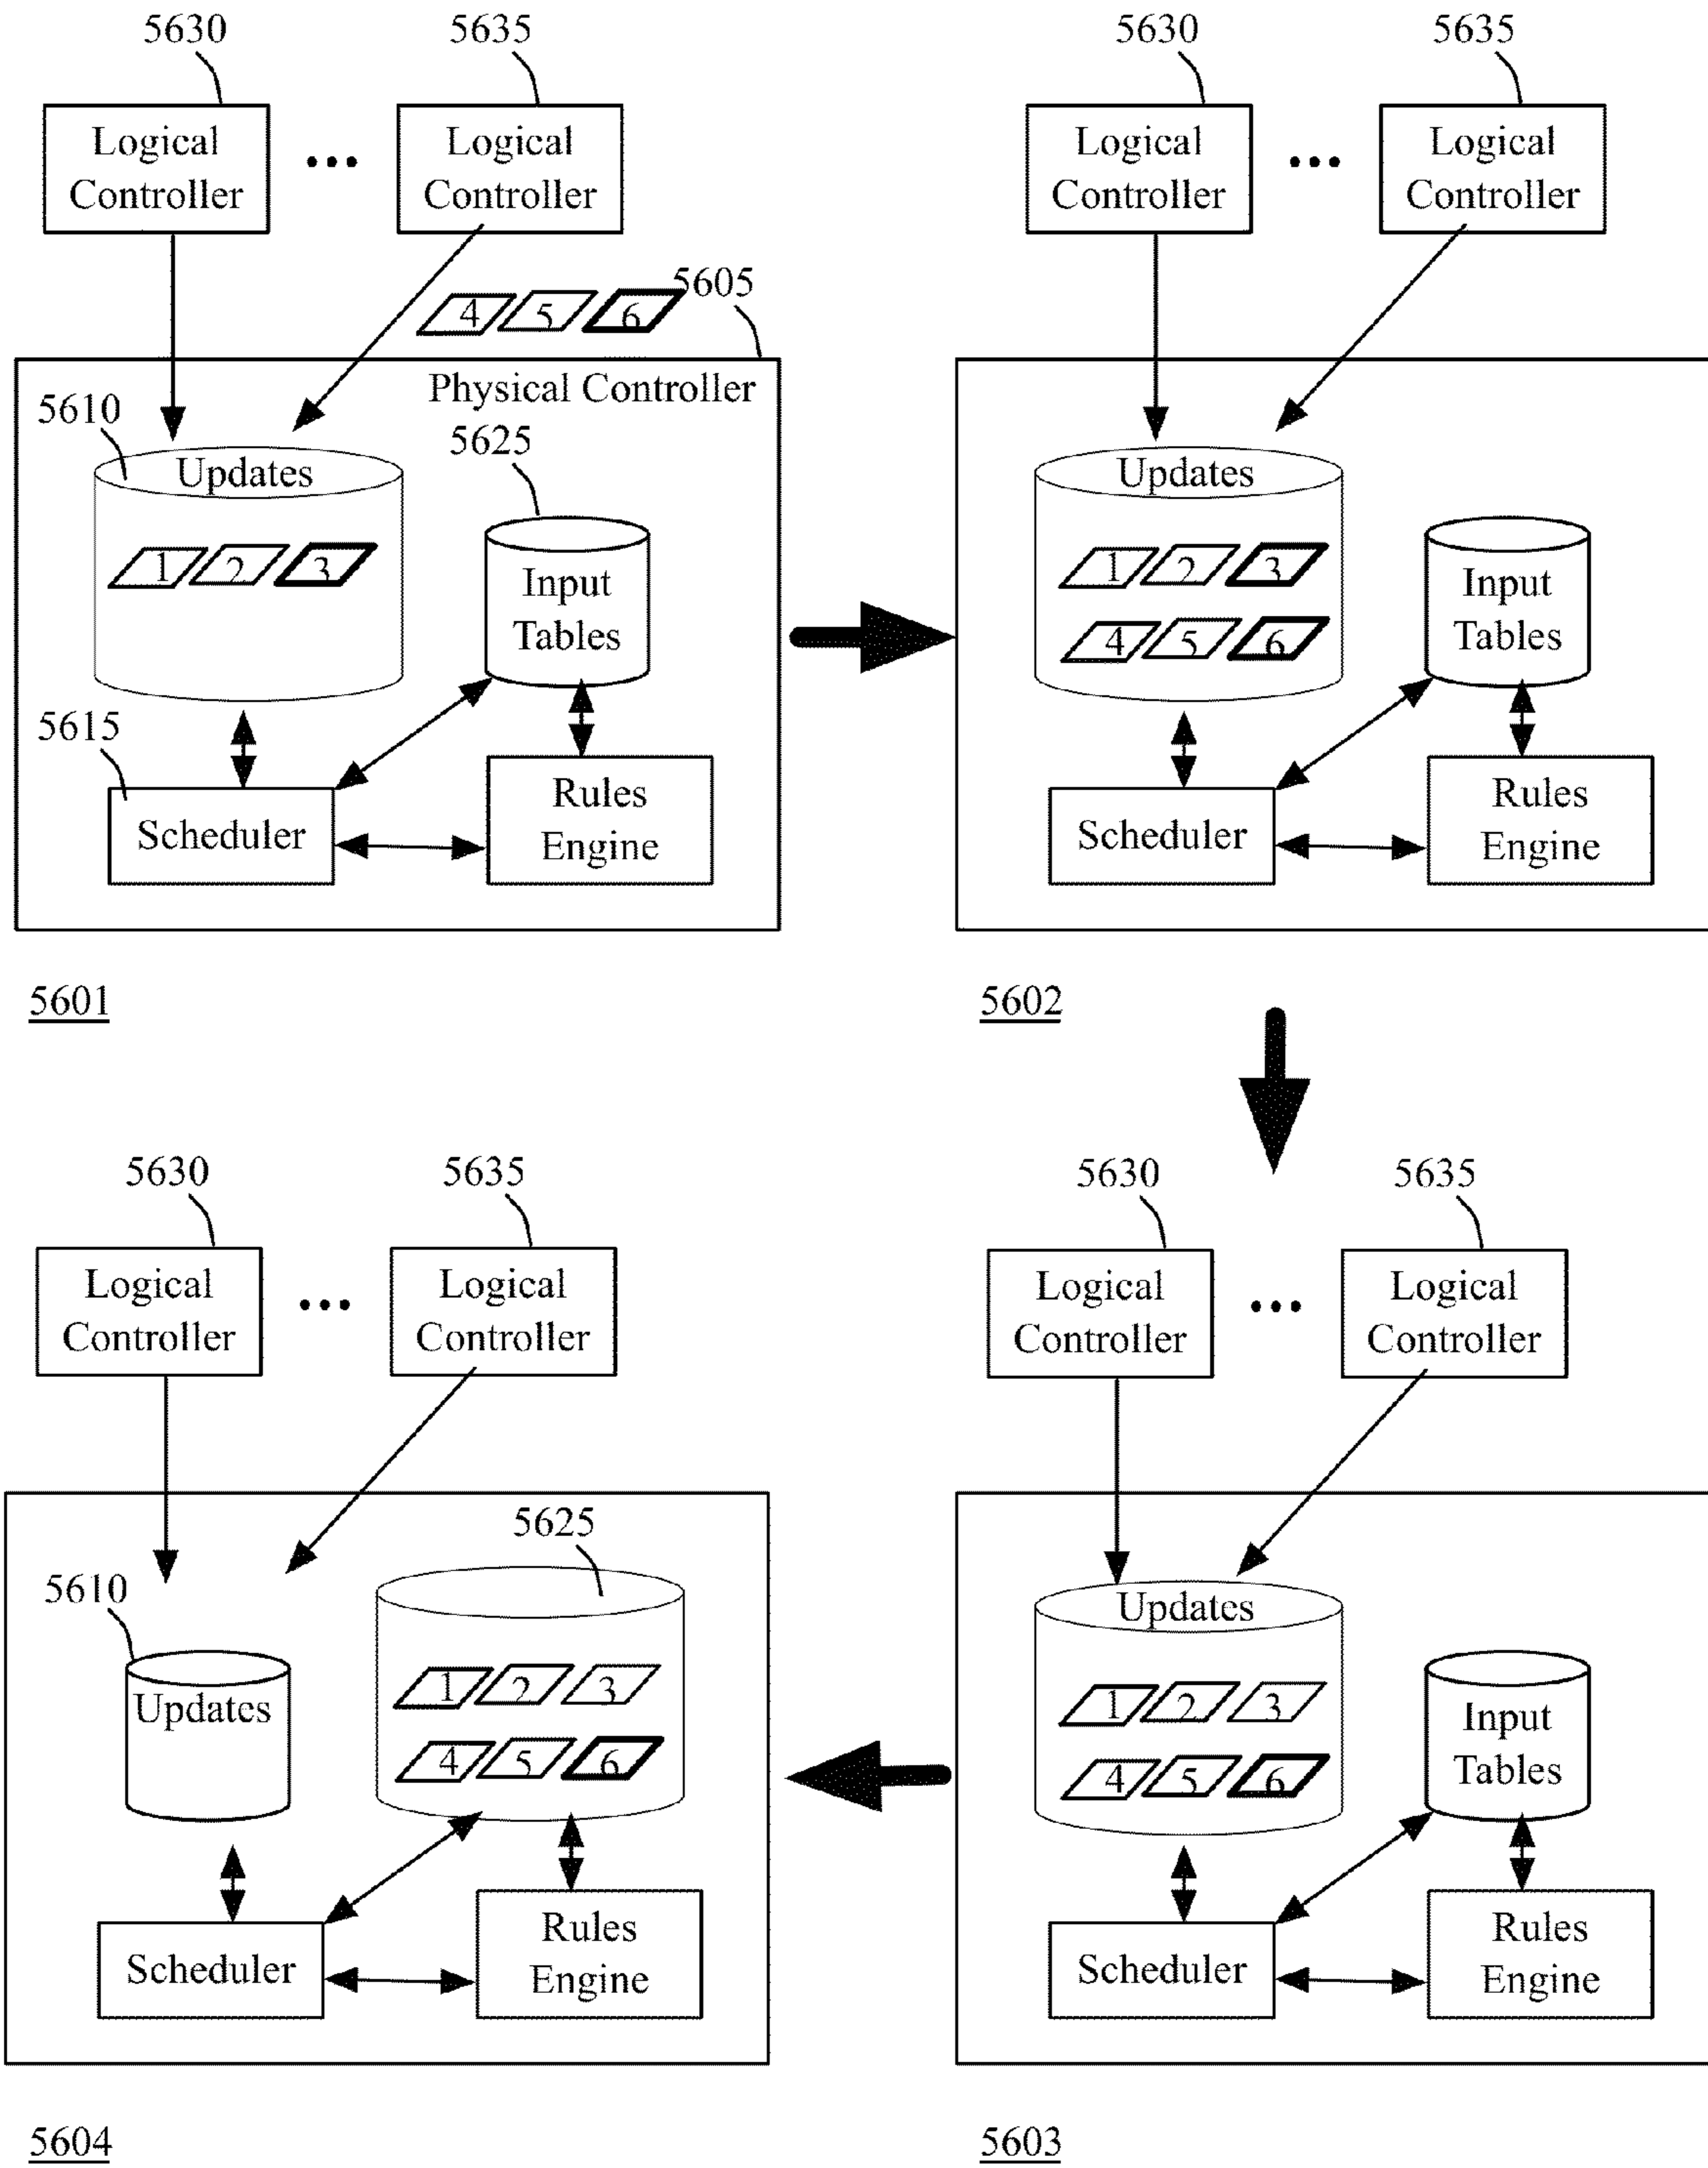 5630
5635
Logical
Controller
...
Logical
Controller
4
5
6
5605
Physical Controller
5610
5625
Updates
1
2
3
Input
Tables
5615
Scheduler
Rules
Engine
5601
5630
5635
Logical
Controller
...
Logical
Controller
Updates
1
2
3
4
5
6
Input
Tables
Scheduler
Rules
Engine
5602
5630
5635
Logical
Controller
...
Logical
Controller
5625
5610
Updates
1
2
3
4
5
6
Scheduler
Rules
Engine
5604
5630
5635
Logical
Controller
...
Logical
Controller
Updates
1
2
3
4
5
6
Input
Tables
Scheduler
Rules
Engine
5603